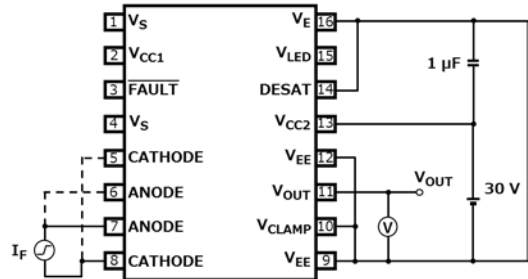 1 VS VE 16
2 VCC1 VLED 15
3 FAULT DESAT 14
4 VS VCC2 13
5 CATHODE VEE 12
6 ANODE VOUT 11
7 ANODE VCLAMP 10
8 CATHODE VEE 9
1 µF
VOUT
30 V
V
IF